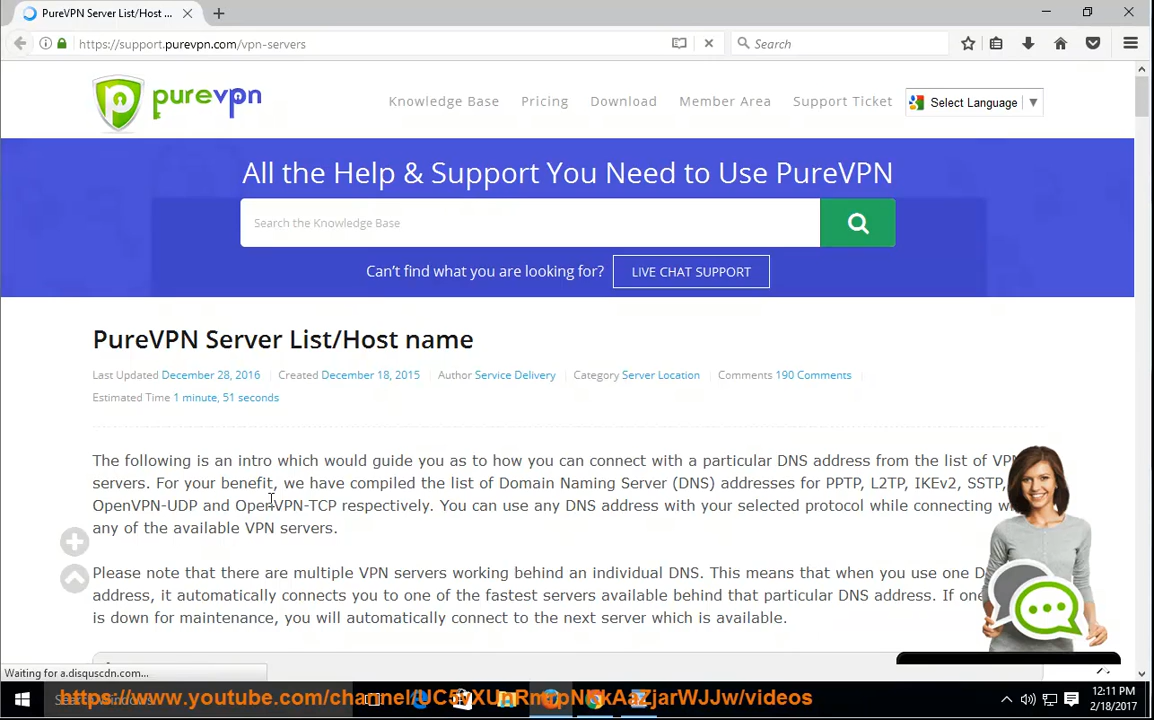 PureVPN Server List/Host ...
https://support.purevpn.com/vpn-servers
Search
purevpn
Knowledge Base
Pricing
Download
Member Area
Support Ticket
Select Language
All the Help & Support You Need to Use PureVPN
Search the Knowledge Base
Can't find what you are looking for?
LIVE CHAT SUPPORT
PureVPN Server List/Host name
Last Updated December 28, 2016 Created December 18, 2015 Author Service Delivery Category Server Location Comments 190 Comments
Estimated Time 1 minute, 51 seconds
The following is an intro which would guide you as to how you can connect with a particular DNS address from the list of
servers. For your benefit, we have compiled the list of Domain Naming Server (DNS) addresses for PPTP, L2TP, IKEv2, SSTP,
OpenVPN-UDP and OpenVPN-TCP respectively. You can use any DNS address with your selected protocol while connecting
any of the available VPN servers.
Please note that there are multiple VPN servers working behind an individual DNS. This means that when you use one
address, it automatically connects you to one of the fastest servers available behind that particular DNS address. If
is down for maintenance, you will automatically connect to the next server which is available.
Waiting for a.disquscdn.com...
12:11 PM
2/18/2017